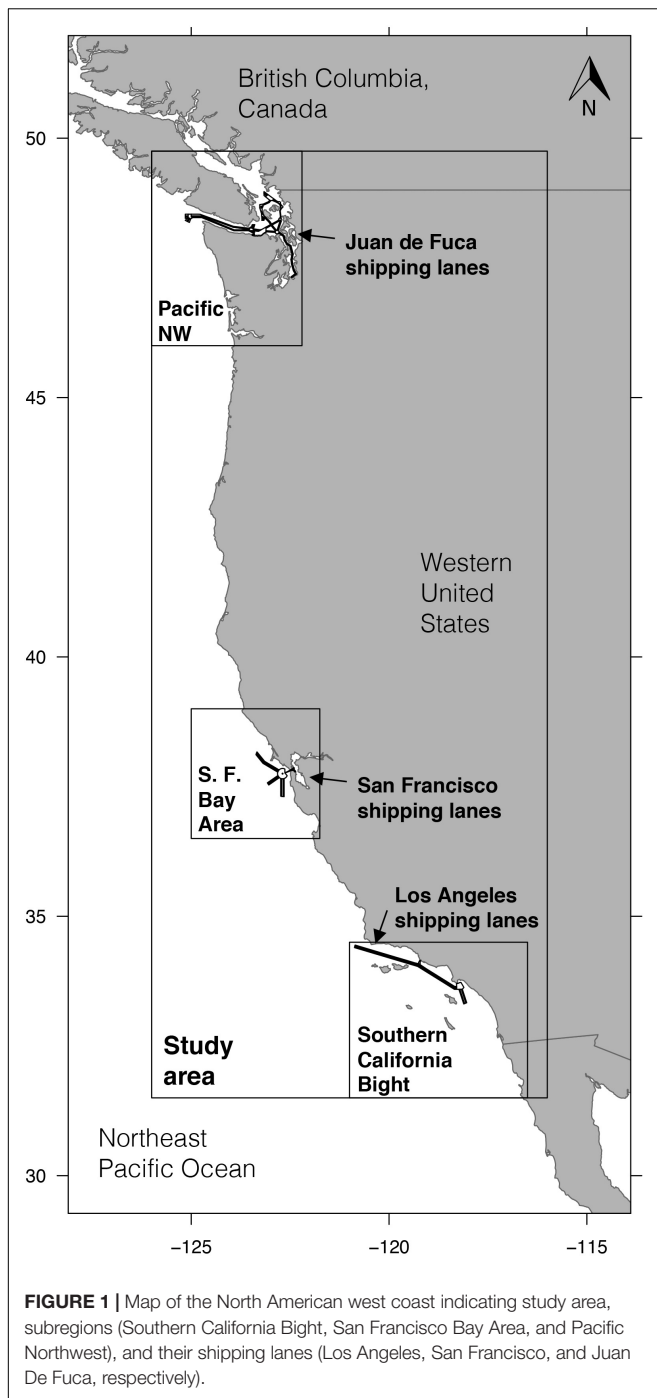 British Columbia,
Canada
N
50
Juan de Fuca
shipping lanes
Pacific
NW
45
Western
United
States
40
S. F.
Bay
Area
San Francisco
shipping lanes
Los Angeles
shipping lanes
35
Southern
California
Bight
Study
area
Northeast
Pacific Ocean
30
−125
−120
−115
FIGURE 1 | Map of the North American west coast indicating study area,
subregions (Southern California Bight, San Francisco Bay Area, and Pacific
Northwest), and their shipping lanes (Los Angeles, San Francisco, and Juan
De Fuca, respectively).